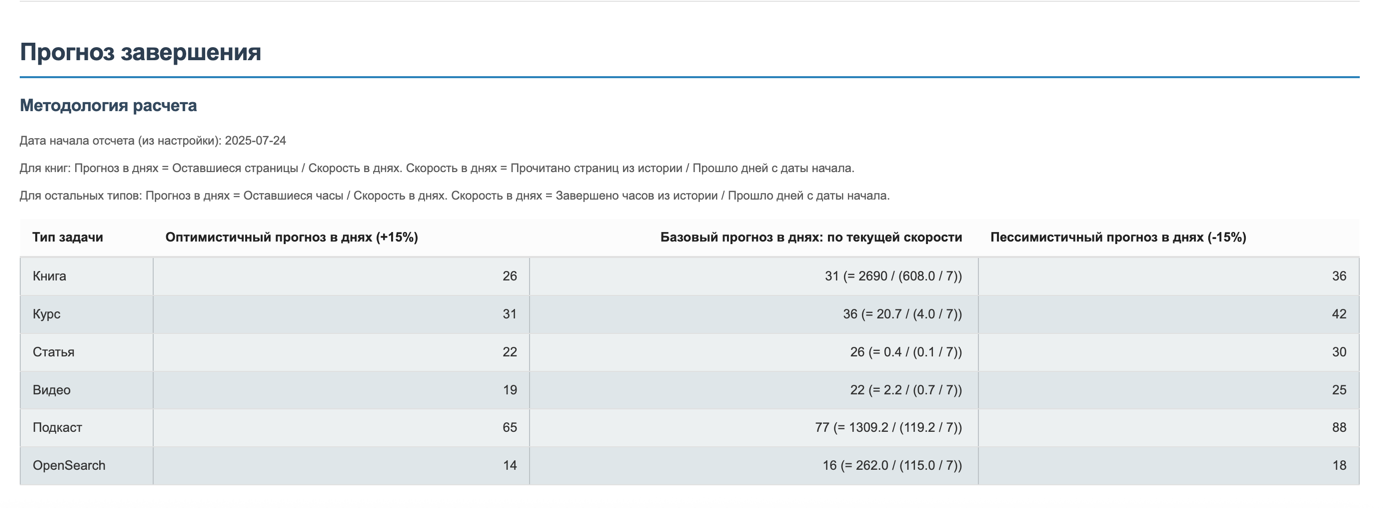 Прогноз завершения
Методология расчета
Дата начала отсчета (из настройки): 2025-07-24
Для книг: Прогноз в днях = Оставшиеся страницы / Скорость в днях. Скорость в днях = Прочитано страниц из истории / Прошло дней с даты начала.
Для остальных типов: Прогноз в днях = Оставшиеся часы / Скорость в днях. Скорость в днях = Завершено часов из истории / Прошло дней с даты начала.
Тип задачи Оптимистичный прогноз в днях (+15%) Базовый прогноз в днях: по текущей скорости Пессимистичный прогноз в днях (-15%)
Книга 26 31 (= 2690 / (608.0 / 7)) 36
Курс 31 36 (= 20.7 / (4.0 / 7)) 42
Статья 22 26 (= 0.4 / (0.1 / 7)) 30
Видео 19 22 (= 2.2 / (0.7 / 7)) 25
Подкаст 65 77 (= 1309.2 / (119.2 / 7)) 88
OpenSearch 14 16 (= 262.0 / (115.0 / 7)) 18